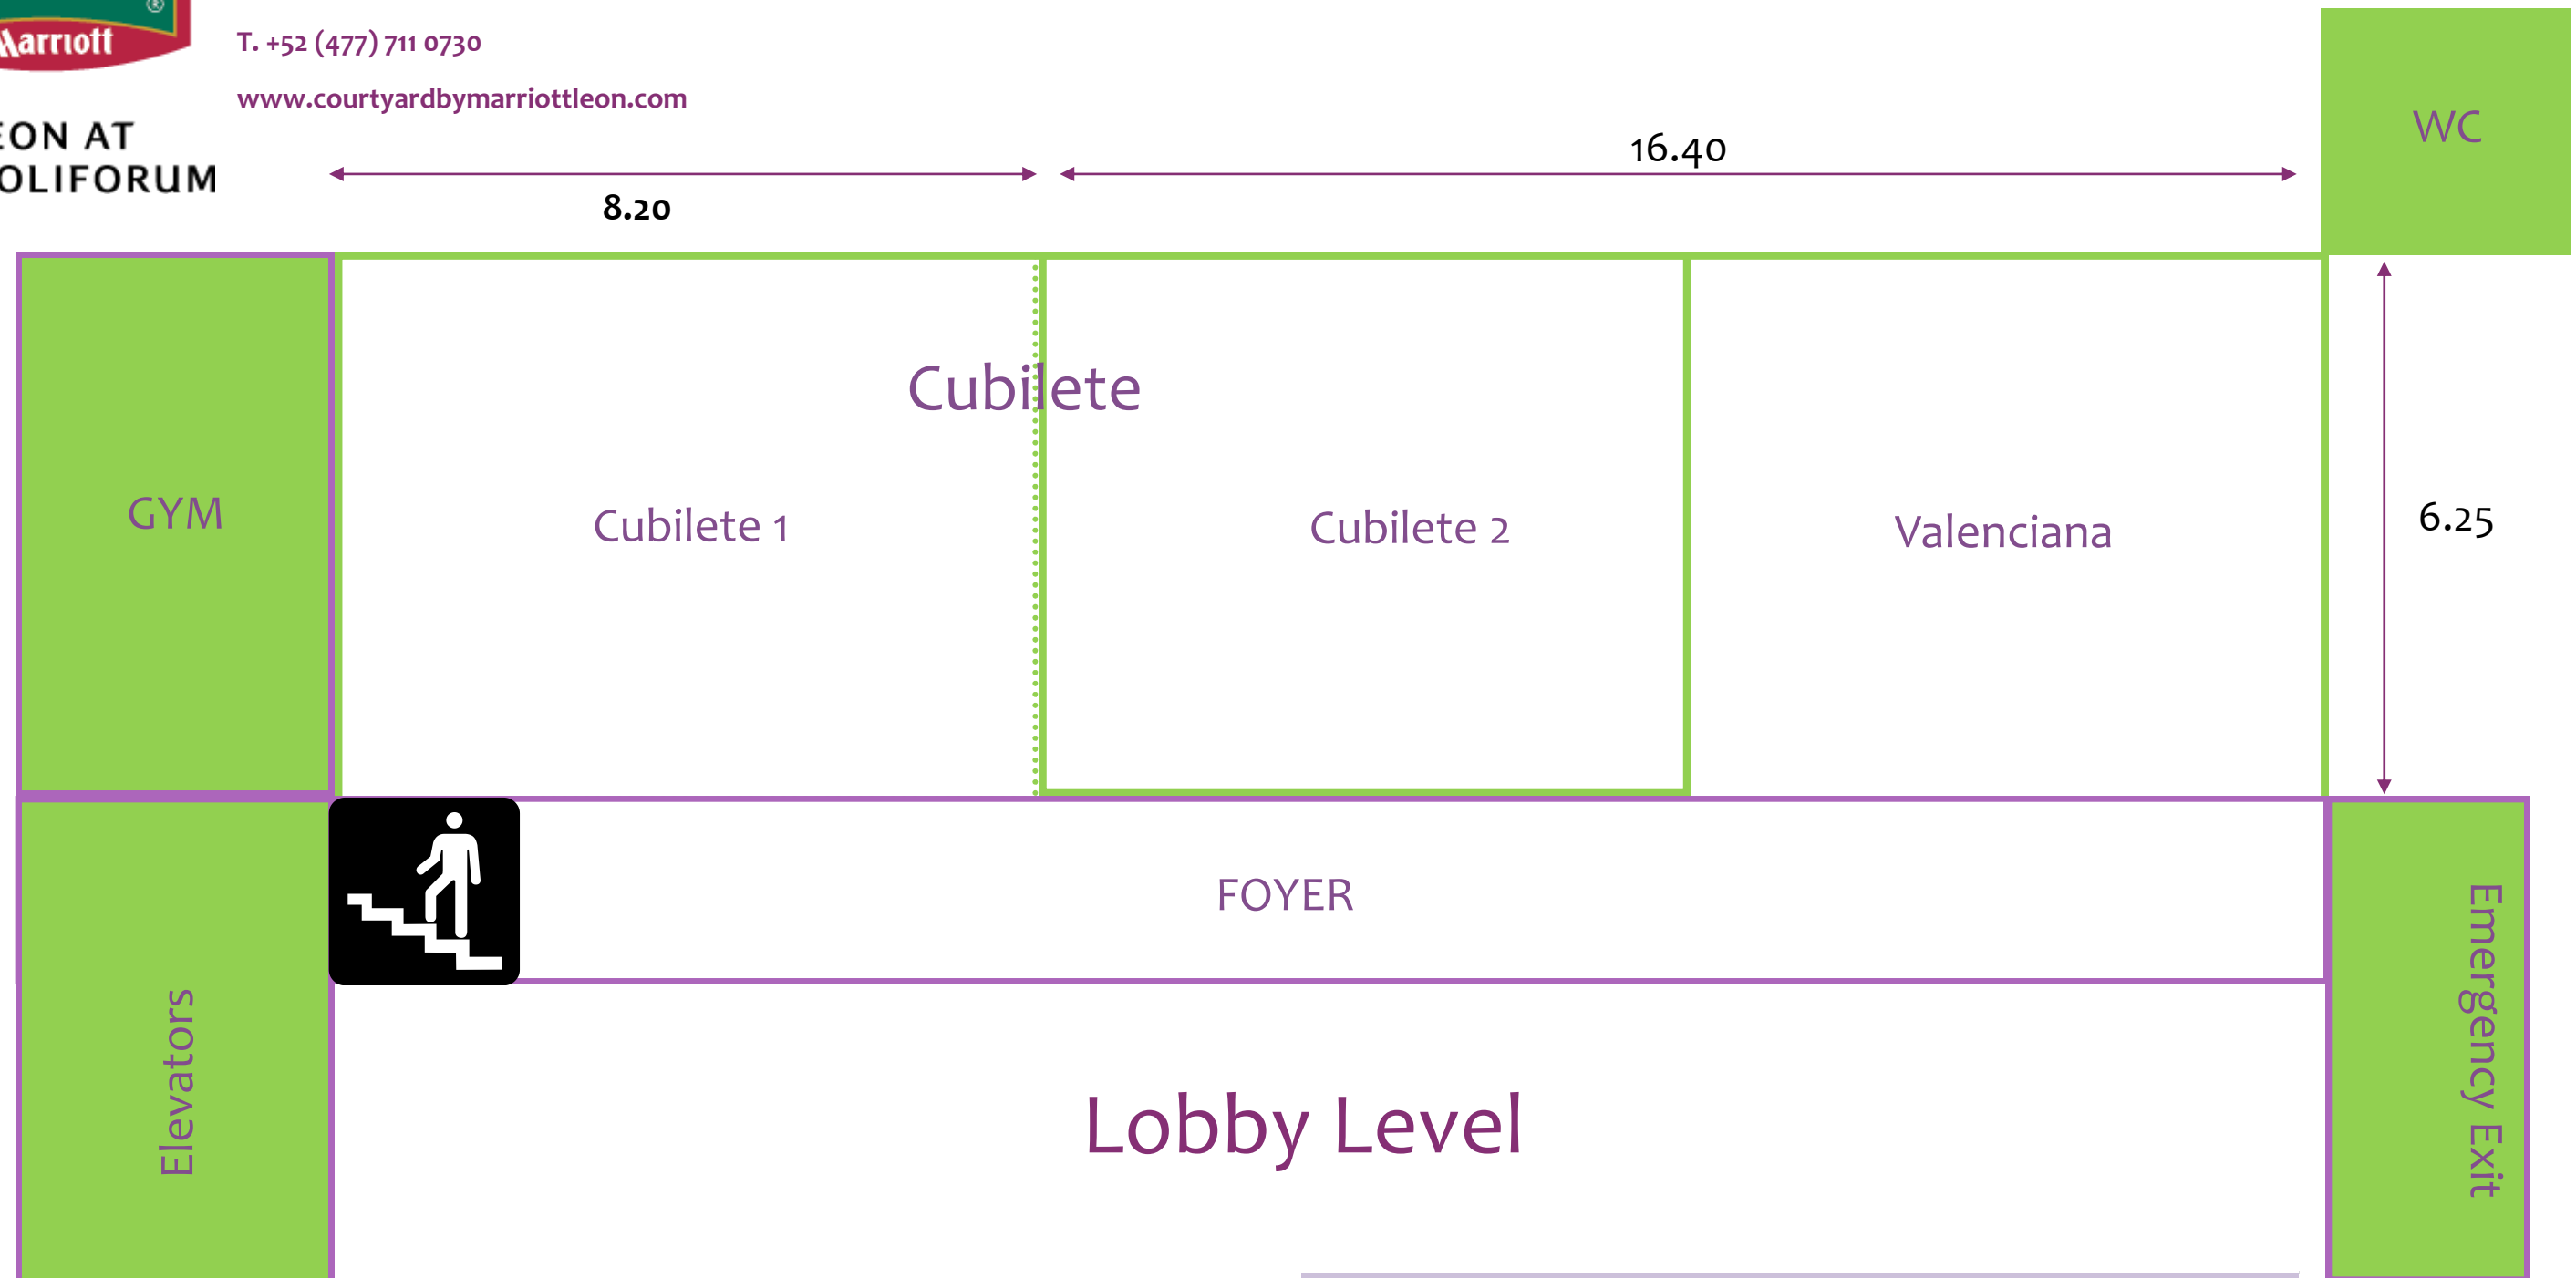 ®
Marriott
T. +52 (477) 711 0730
www.courtyardbymarriottleon.com
EON AT
OLIFORUM
8.20
16.40
WC
Cubilete
GYM
Cubilete 1
Cubilete 2
Valenciana
6.25
FOYER
Elevators
Emergency Exit
Lobby Level